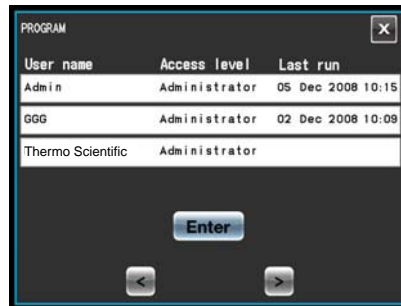 PROGRAM X
User name Access level Last run
Admin Administrator 05 Dec 2008 10:15
GGG Administrator 02 Dec 2008 10:09
Thermo Scientific Administrator
Enter
< >